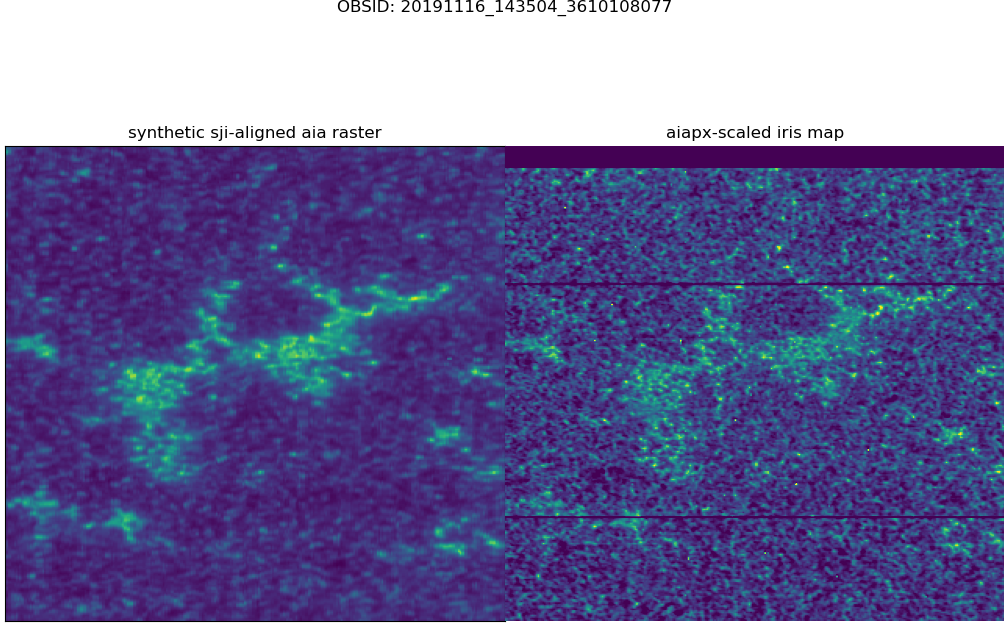 OBSID: 20191116_143504_3610108077
synthetic sji-aligned aia raster
aiapx-scaled iris map